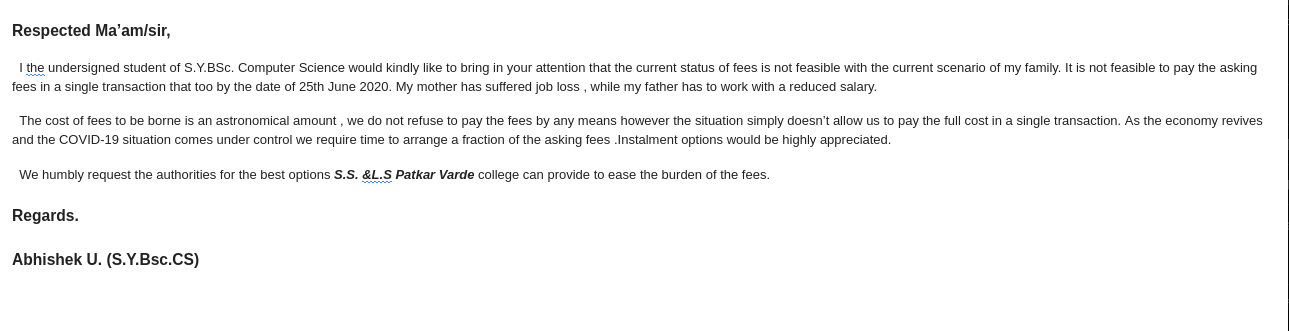 Respected Ma’am/sir,
I the undersigned student of S.Y.BSc. Computer Science would kindly like to bring in your attention that the current status of fees is not feasible with the current scenario of my family. It is not feasible to pay the asking
fees in a single transaction that too by the date of 25th June 2020. My mother has suffered job loss , while my father has to work with a reduced salary.
The cost of fees to be borne is an astronomical amount , we do not refuse to pay the fees by any means however the situation simply doesn’t allow us to pay the full cost in a single transaction. As the economy revives
and the COVID-19 situation comes under control we require time to arrange a fraction of the asking fees .Instalment options would be highly appreciated.
We humbly request the authorities for the best options S.S. &L.S Patkar Varde college can provide to ease the burden of the fees.
Regards.
Abhishek U. (S.Y.Bsc.CS)